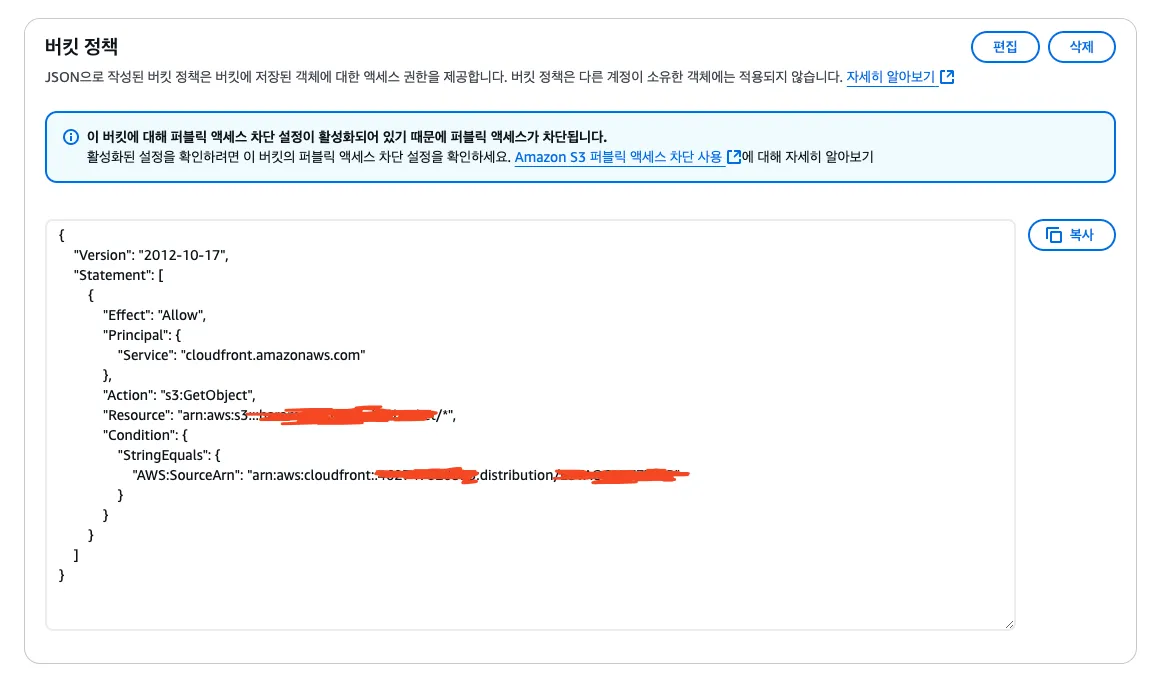 버킷 정책
편집
삭제
JSON으로 작성된 버킷 정책은 버킷에 저장된 객체에 대한 액세스 권한을 제공합니다. 버킷 정책은 다른 계정이 소유한 객체에는 적용되지 않습니다. 자세히 알아보기
이 버킷에 대해 퍼블릭 액세스 차단 설정이 활성화되어 있기 때문에 퍼블릭 액세스가 차단됩니다.
활성화된 설정을 확인하려면 이 버킷의 퍼블릭 액세스 차단 설정을 확인하세요. Amazon S3 퍼블릭 액세스 차단 사용 에 대해 자세히 알아보기
복사
{
"Version": "2012-10-17",
"Statement": [
{
"Effect": "Allow",
"Principal": {
"Service": "cloudfront.amazonaws.com"
},
"Action": "s3:GetObject",
"Resource": "arn:aws:s3::: /*",
"Condition": {
"StringEquals": {
"AWS:SourceArn": "arn:aws:cloudfront:: :distribution/
}
}
}
]
}